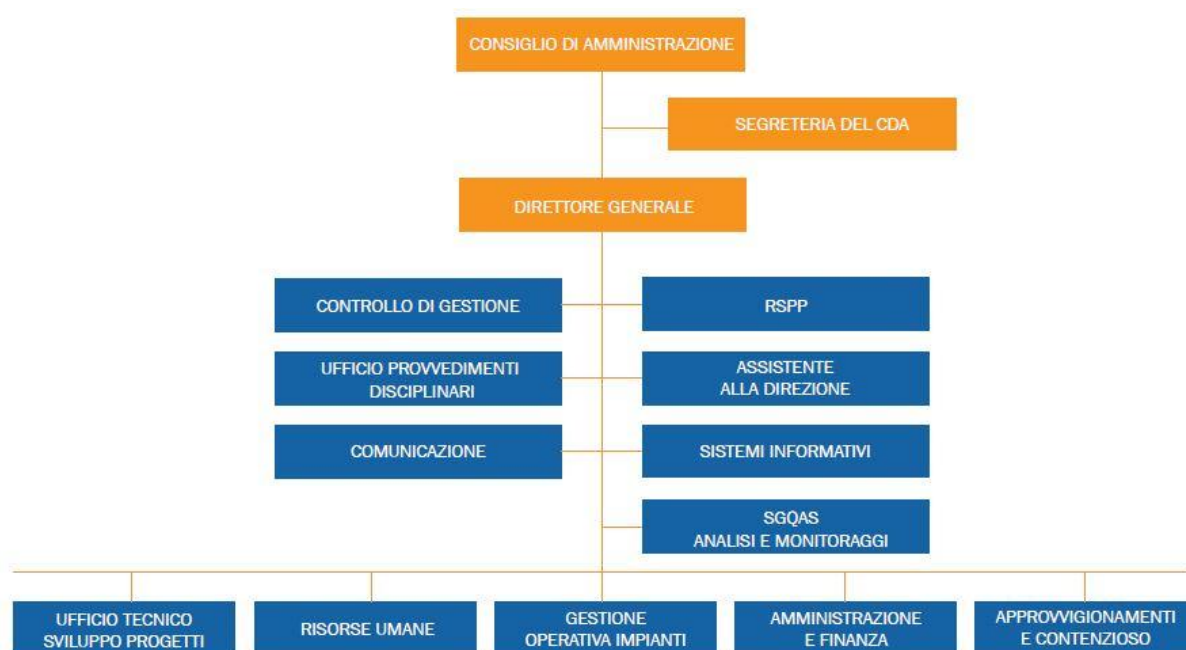 CONSIGLIO DI AMMINISTRAZIONE
SEGRETERIA DEL CDA
DIRETTORE GENERALE
CONTROLLO DI GESTIONE
RSPP
UFFICIO PROVVEDIMENTI
DISCIPLINARI
ASSISTENTE
ALLA DIREZIONE
COMUNICAZIONE
SISTEMI INFORMATIVI
SGQAS
ANALISI E MONITORAGGI
UFFICIO TECNICO
SVILUPPO PROGETTI
RISORSE UMANE
GESTIONE
OPERATIVA IMPIANTI
AMMINISTRAZIONE
E FINANZA
APPROVVIGIONAMENTI
E CONTENZIOSO